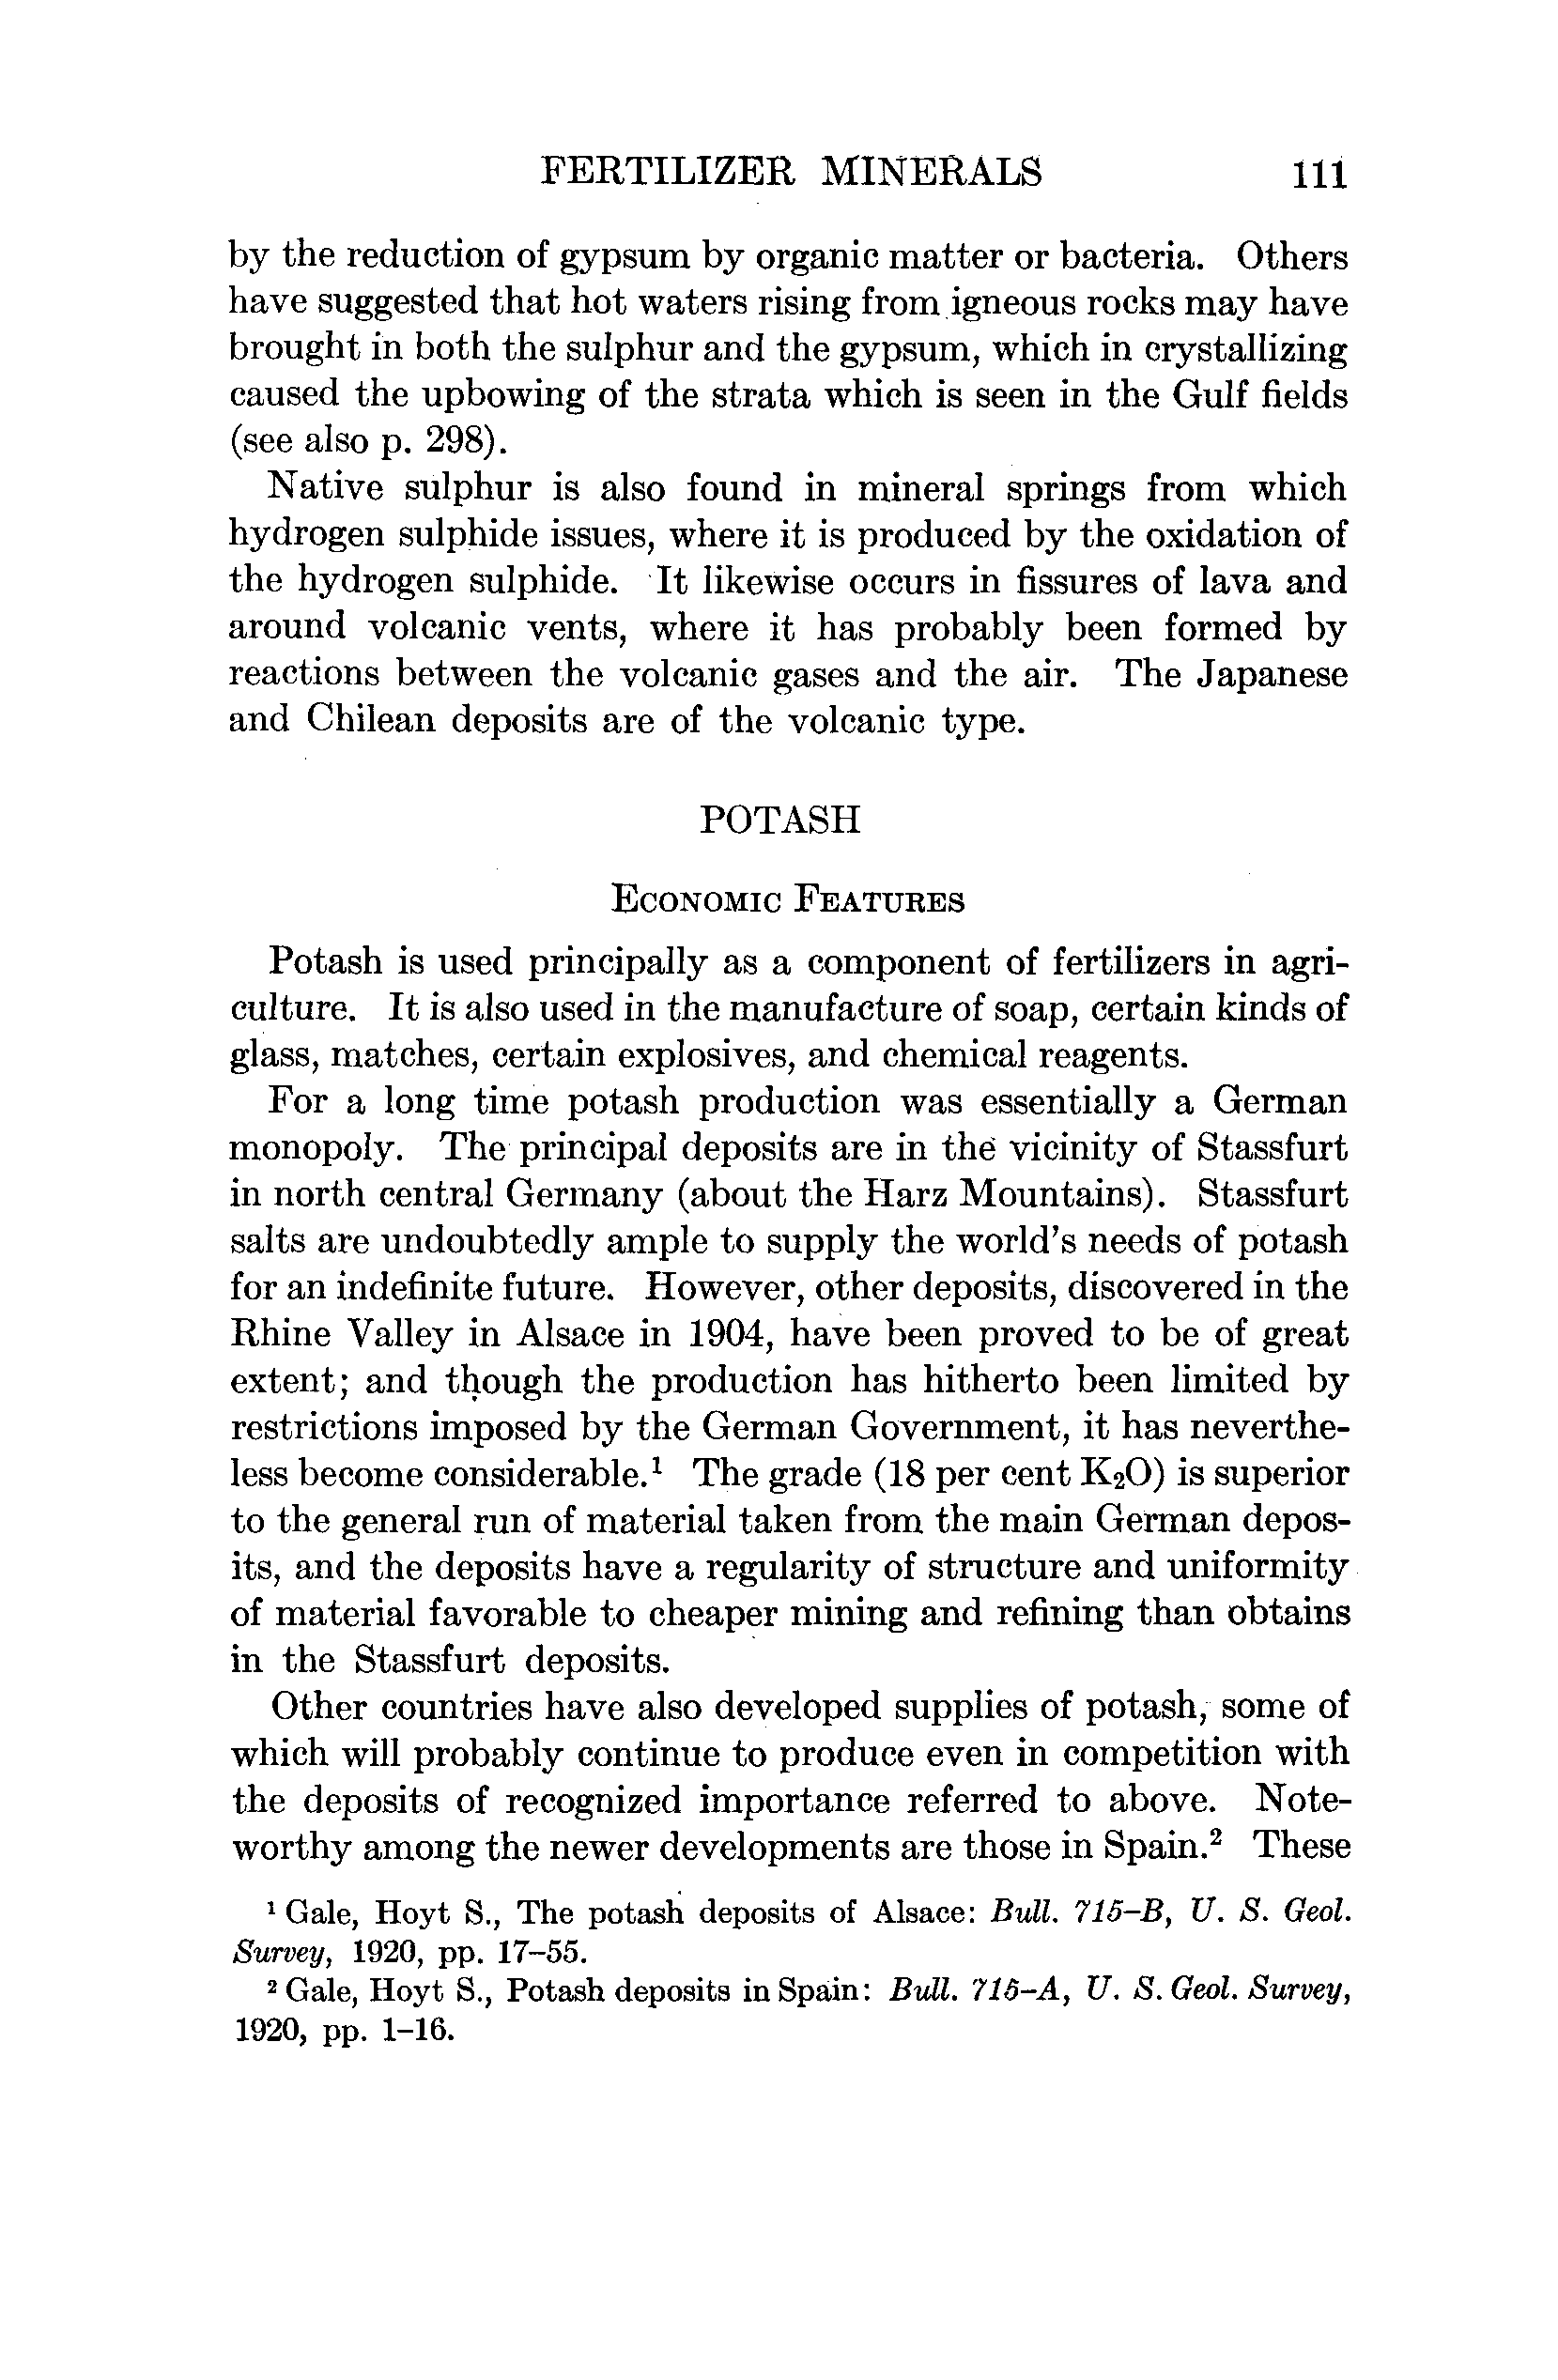 FERTILIZER MINERALS 111
by the reduction of gypsum by organic matter or bacteria. Others
have suggested that hot waters rising from igneous rocks may have
brought in both the sulphur and the gypsum, which in crystallizing
caused the upbowing of the strata which is seen in the Gulf fields
(see also p. 298).
Native sulphur is also found in mineral springs from which
hydrogen sulphide issues, where it is produced by the oxidation of
the hydrogen sulphide. It likewise occurs in fissures of lava and
around volcanic vents, where it has probably been formed by
reactions between the volcanic gases and the air. The Japanese
and Chilean deposits are of the volcanic type.
POTASH
Economic Features
Potash is used principally as a component of fertilizers in agri-
culture. It is also used in the manufacture of soap, certain kinds of
glass, matches, certain explosives, and chemical reagents.
For a long time potash production was essentially a German
monopoly. The principal deposits are in the vicinity of Stassfurt
in north central Germany (about the Harz Mountains). Stassfurt
salts are undoubtedly ample to supply the world's needs of potash
for an indefinite future. However, other deposits, discovered in the
Rhine Valley in Alsace in 1904, have been proved to be of great
extent; and though the production has hitherto been limited by
restrictions imposed by the German Government, it has neverthe-
less become considerable.¹ The grade (18 per cent K₂O) is superior
to the general run of material taken from the main German depos-
its, and the deposits have a regularity of structure and uniformity
of material favorable to cheaper mining and refining than obtains
in the Stassfurt deposits.
Other countries have also developed supplies of potash, some of
which will probably continue to produce even in competition with
the deposits of recognized importance referred to above. Note-
worthy among the newer developments are those in Spain.² These
¹ Gale, Hoyt S., The potash deposits of Alsace: Bull. 715–B, U. S. Geol.
Survey, 1920, pp. 17–55.
² Gale, Hoyt S., Potash deposits in Spain: Bull. 715–A, U. S. Geol. Survey,
1920, pp. 1–16.